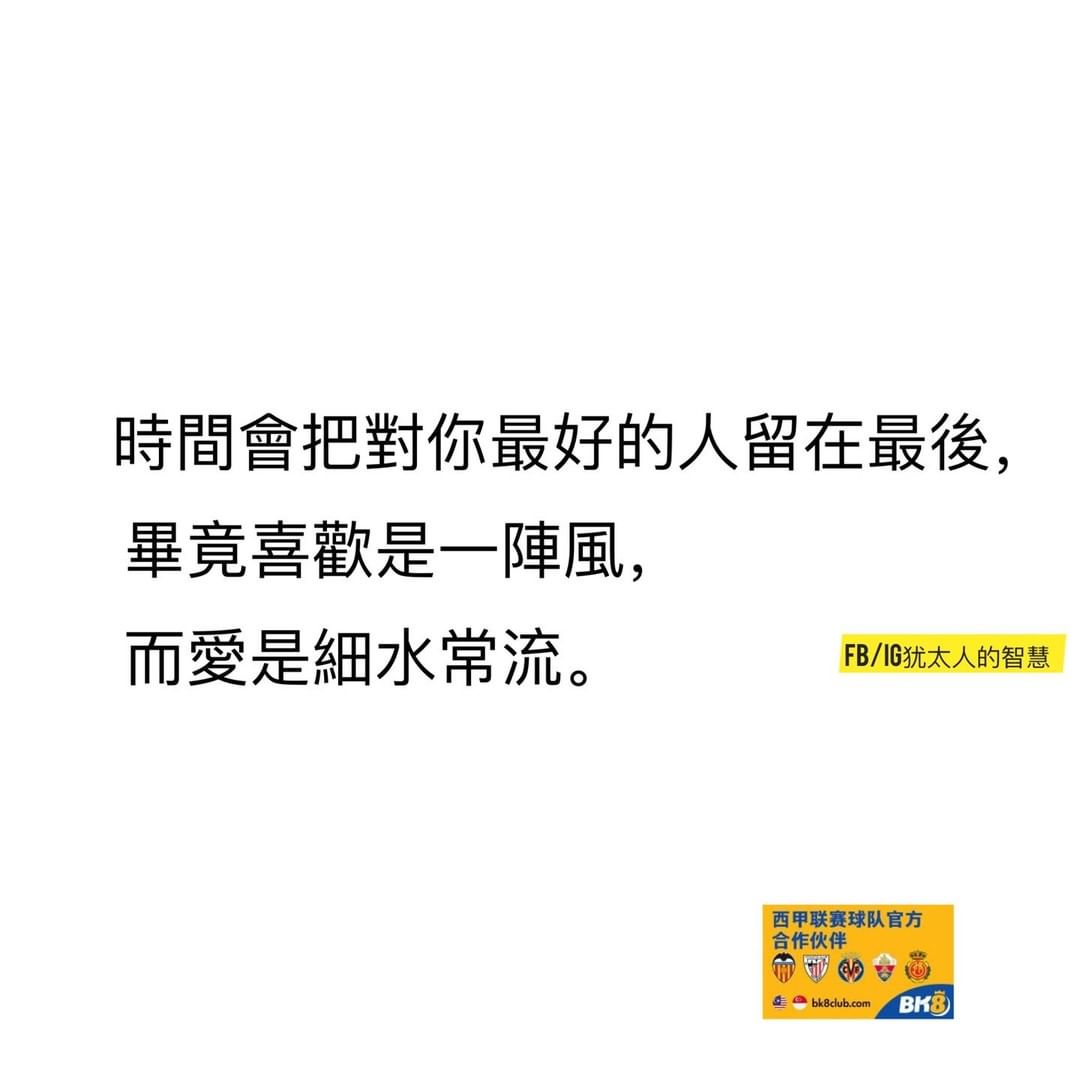 時間會把對你最好的人留在最後,
畢竟喜歡是一陣風,
而愛是細水常流。
FB/IG犹太人的智慧
西甲联赛球队官方
合作伙伴
bk8club.com
BK8